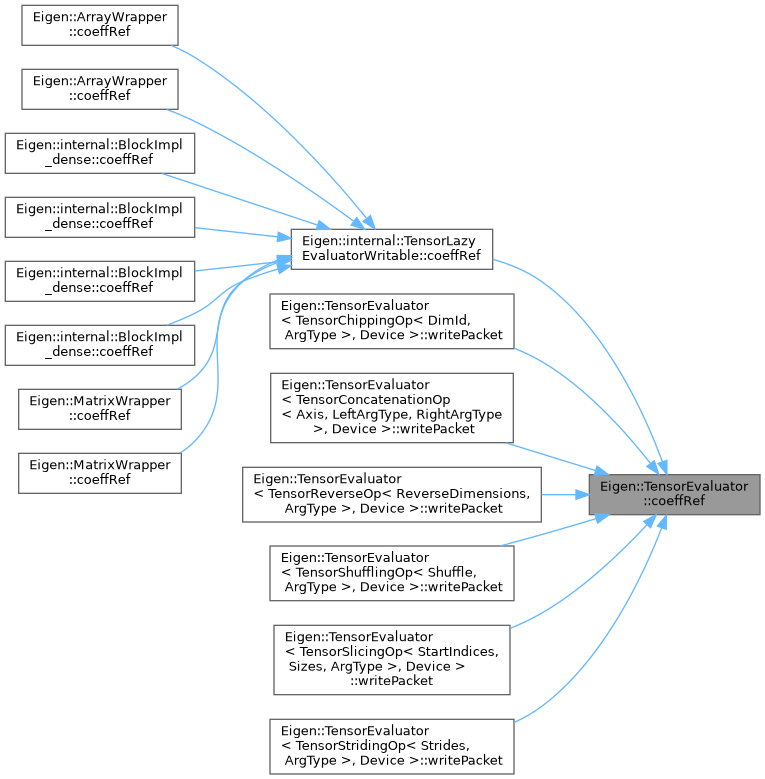 Eigen::ArrayWrapper
::coeffRef
Eigen::ArrayWrapper
::coeffRef
Eigen::internal::BlockImpl
_dense::coeffRef
Eigen::internal::BlockImpl
_dense::coeffRef
Eigen::internal::BlockImpl
_dense::coeffRef
Eigen::internal::BlockImpl
_dense::coeffRef
Eigen::MatrixWrapper
::coeffRef
Eigen::MatrixWrapper
::coeffRef
Eigen::internal::TensorLazy
EvaluatorWritable::coeffRef
Eigen::TensorEvaluator
< TensorChippingOp< DimId,
ArgType >, Device >::writePacket
Eigen::TensorEvaluator
< TensorConcatenationOp
< Axis, LeftArgType, RightArgType
>, Device >::writePacket
Eigen::TensorEvaluator
< TensorReverseOp< ReverseDimensions,
ArgType >, Device >::writePacket
Eigen::TensorEvaluator
< TensorShufflingOp< Shuffle,
ArgType >, Device >::writePacket
Eigen::TensorEvaluator
< TensorSlicingOp< StartIndices,
Sizes, ArgType >, Device >
::writePacket
Eigen::TensorEvaluator
< TensorStridingOp< Strides,
ArgType >, Device >::writePacket
Eigen::TensorEvaluator
::coeffRef